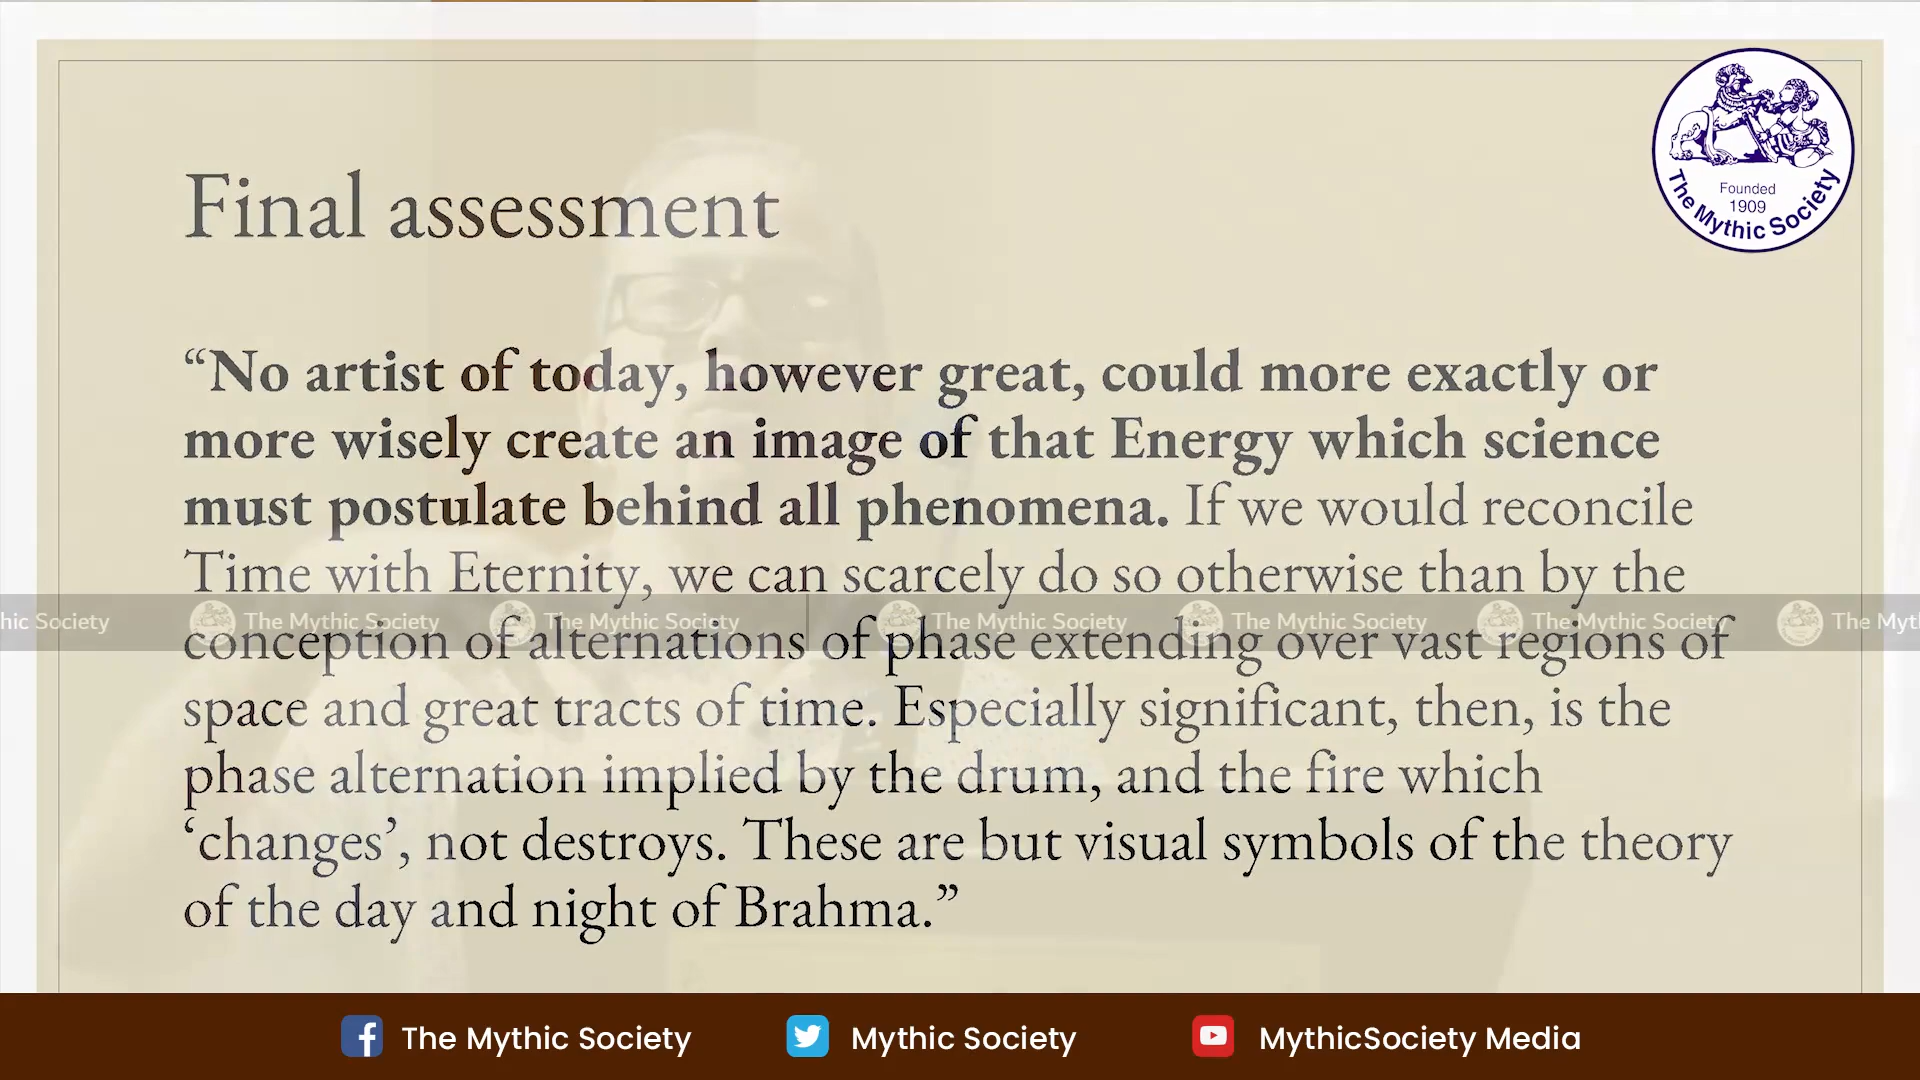 Final assessment
Founded
1909
The Mythic Society
“No artist of today, however great, could more exactly or
more wisely create an image of that Energy which science
must postulate behind all phenomena. If we would reconcile
Time with Eternity, we can scarcely do so otherwise than by the
hic Society The Mythic Society The Mythic Society The Mythic Society The Mythic Society The Mythic Society The Myt
conception of alternations of phase extending over vast regions of
space and great tracts of time. Especially significant, then, is the
phase alternation implied by the drum, and the fire which
‘changes’, not destroys. These are but visual symbols of the theory
of the day and night of Brahma.”
The Mythic Society Mythic Society MythicSociety Media